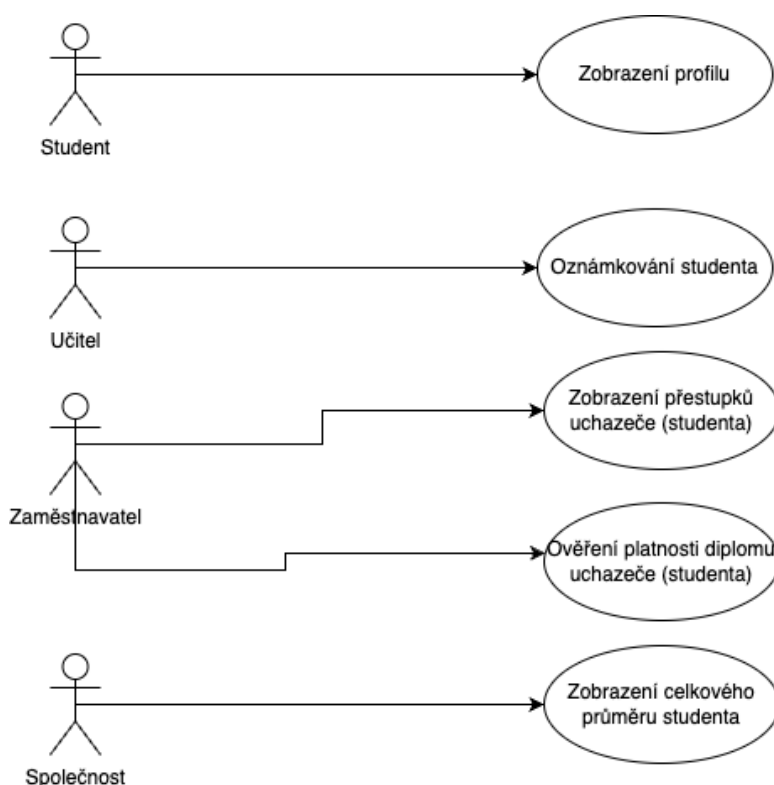 Zobrazení profilu
Student
Oznámkování studenta
Učitel
Zobrazení přestupků
uchazeče (studenta)
Zaměstnavatel
Ověření platnosti diplomu
uchazeče (studenta)
Zobrazení celkového
průměru studenta
Společnost